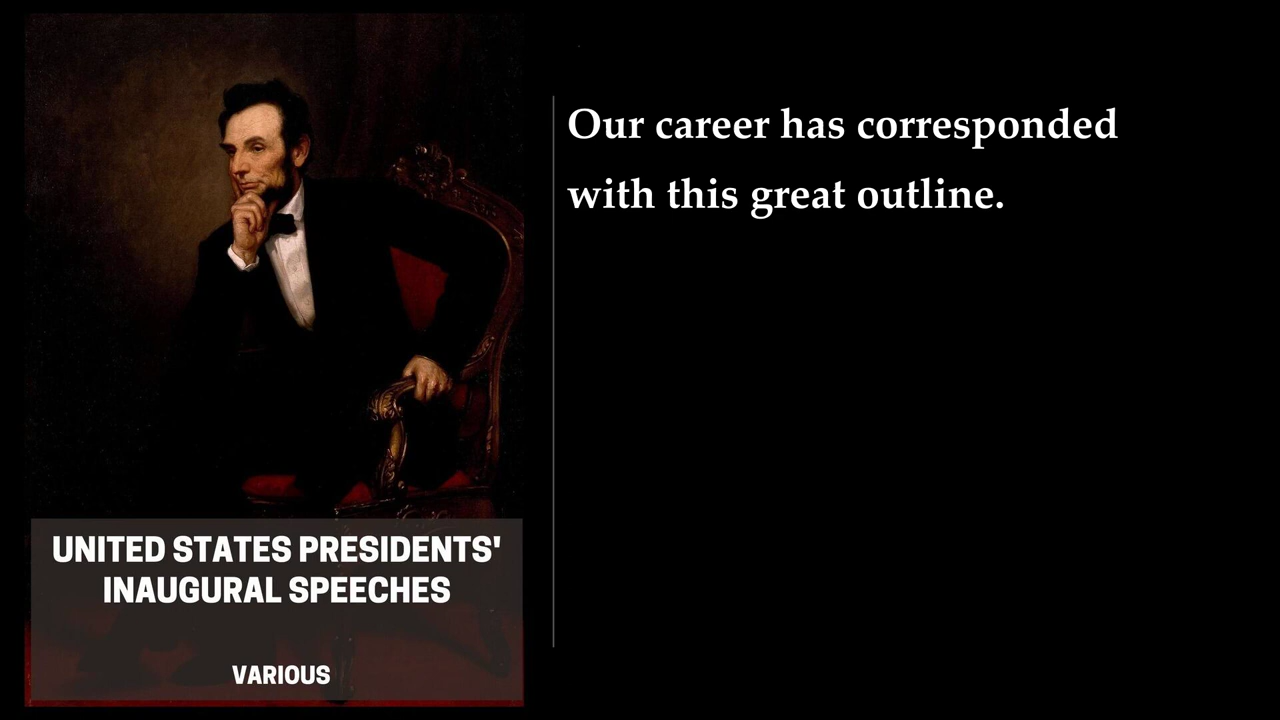 Our career has corresponded
with this great outline.
UNITED STATES PRESIDENTS'
INAUGURAL SPEECHES
VARIOUS